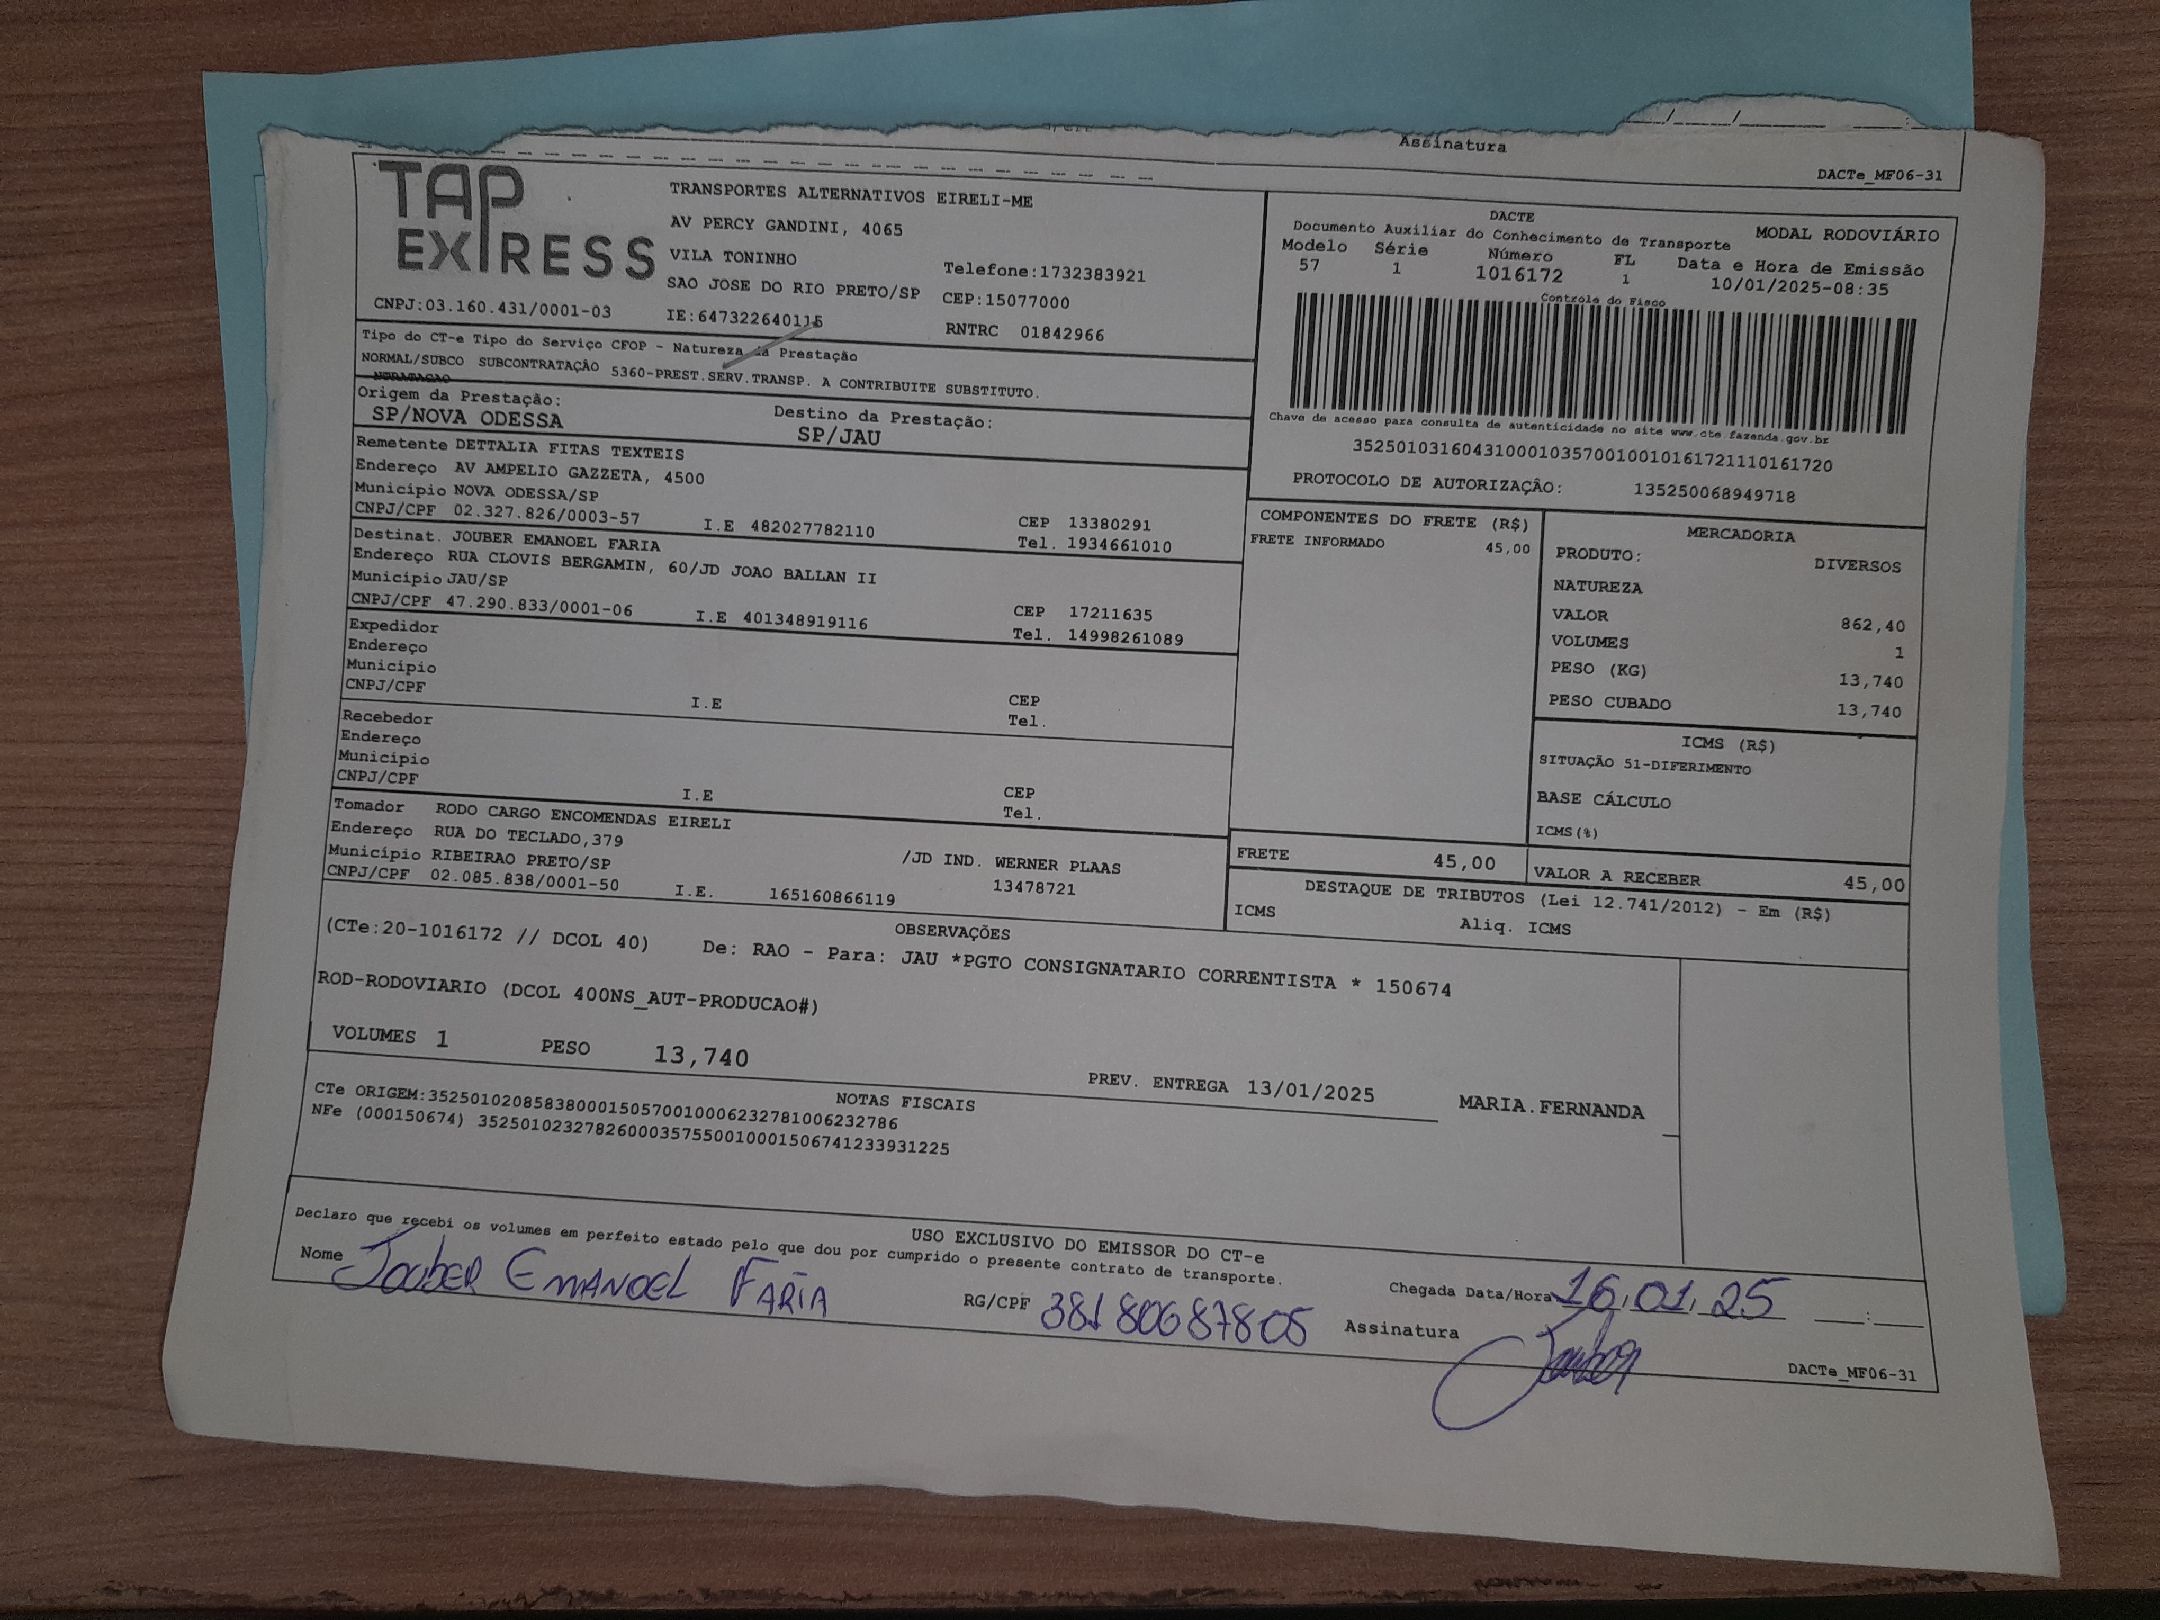 Assinatura
DACTe_MF06-31
TAP EXPRESS
TRANSPORTES ALTERNATIVOS EIRELI-ME
AV PERCY GANDINI, 4065
VILA TONINHO
Telefone:1732383921
SAO JOSE DO RIO PRETO/SP CEP:15077000
CNPJ:03.160.431/0001-03 IE:647322640115 RNTRC 01842966
DACTE
Documento Auxiliar do Conhecimento de Transporte MODAL RODOVIÁRIO
Modelo Série Número FL Data e Hora de Emissão
57 1 1016172 1 10/01/2025-08:35
Controle do Fisco
Chave de acesso para consulta de autenticidade no site www.cte.fazenda.gov.br
35250103160431000103570010010161721110161720
PROTOCOLO DE AUTORIZAÇÃO: 135250068949718
Tipo do CT-e Tipo do Serviço CFOP - Natureza da Prestação
NORMAL/SUBCO SUBCONTRATAÇÃO 5360-PREST.SERV.TRANSP. A CONTRIBUITE SUBSTITUTO.
NTRATACAO
Origem da Prestação: Destino da Prestação:
SP/NOVA ODESSA SP/JAU
Remetente DETTALIA FITAS TEXTEIS
Endereço AV AMPELIO GAZZETA, 4500
Município NOVA ODESSA/SP CEP 13380291
CNPJ/CPF 02.327.826/0003-57 I.E 482027782110 Tel. 1934661010
Destinat. JOUBER EMANOEL FARIA
Endereço RUA CLOVIS BERGAMIN, 60/JD JOAO BALLAN II
Município JAU/SP CEP 17211635
CNPJ/CPF 47.290.833/0001-06 I.E 401348919116 Tel. 14998261089
Expedidor
Endereço
Município CEP
CNPJ/CPF I.E Tel.
Recebedor
Endereço
Município CEP
CNPJ/CPF I.E Tel.
Tomador RODO CARGO ENCOMENDAS EIRELI
Endereço RUA DO TECLADO,379 /JD IND. WERNER PLAAS
Município RIBEIRAO PRETO/SP 13478721
CNPJ/CPF 02.085.838/0001-50 I.E. 165160866119
COMPONENTES DO FRETE (R$)
FRETE INFORMADO 45,00
MERCADORIA
PRODUTO: DIVERSOS
NATUREZA
VALOR 862,40
VOLUMES 1
PESO (KG) 13,740
PESO CUBADO 13,740
ICMS (R$)
SITUAÇÃO 51-DIFERIMENTO
BASE CÁLCULO
ICMS(%)
FRETE 45,00 VALOR A RECEBER 45,00
DESTAQUE DE TRIBUTOS (Lei 12.741/2012) - Em (R$)
ICMS Aliq. ICMS
OBSERVAÇÕES
(CTe:20-1016172 // DCOL 40) De: RAO - Para: JAU *PGTO CONSIGNATARIO CORRENTISTA * 150674
ROD-RODOVIARIO (DCOL 400NS_AUT-PRODUCAO#)
VOLUMES 1 PESO 13,740 PREV. ENTREGA 13/01/2025 MARIA.FERNANDA
NOTAS FISCAIS
CTe ORIGEM:35250102085838000150570010006232781006232786
NFe (000150674) 35250102327826000357550010001506741233931225
USO EXCLUSIVO DO EMISSOR DO CT-e
Declaro que recebi os volumes em perfeito estado pelo que dou por cumprido o presente contrato de transporte.
Nome Jouber Emanoel Faria RG/CPF 38180687805 Chegada Data/Hora 16.01.25 __:__
Assinatura Jouber
DACTe_MF06-31